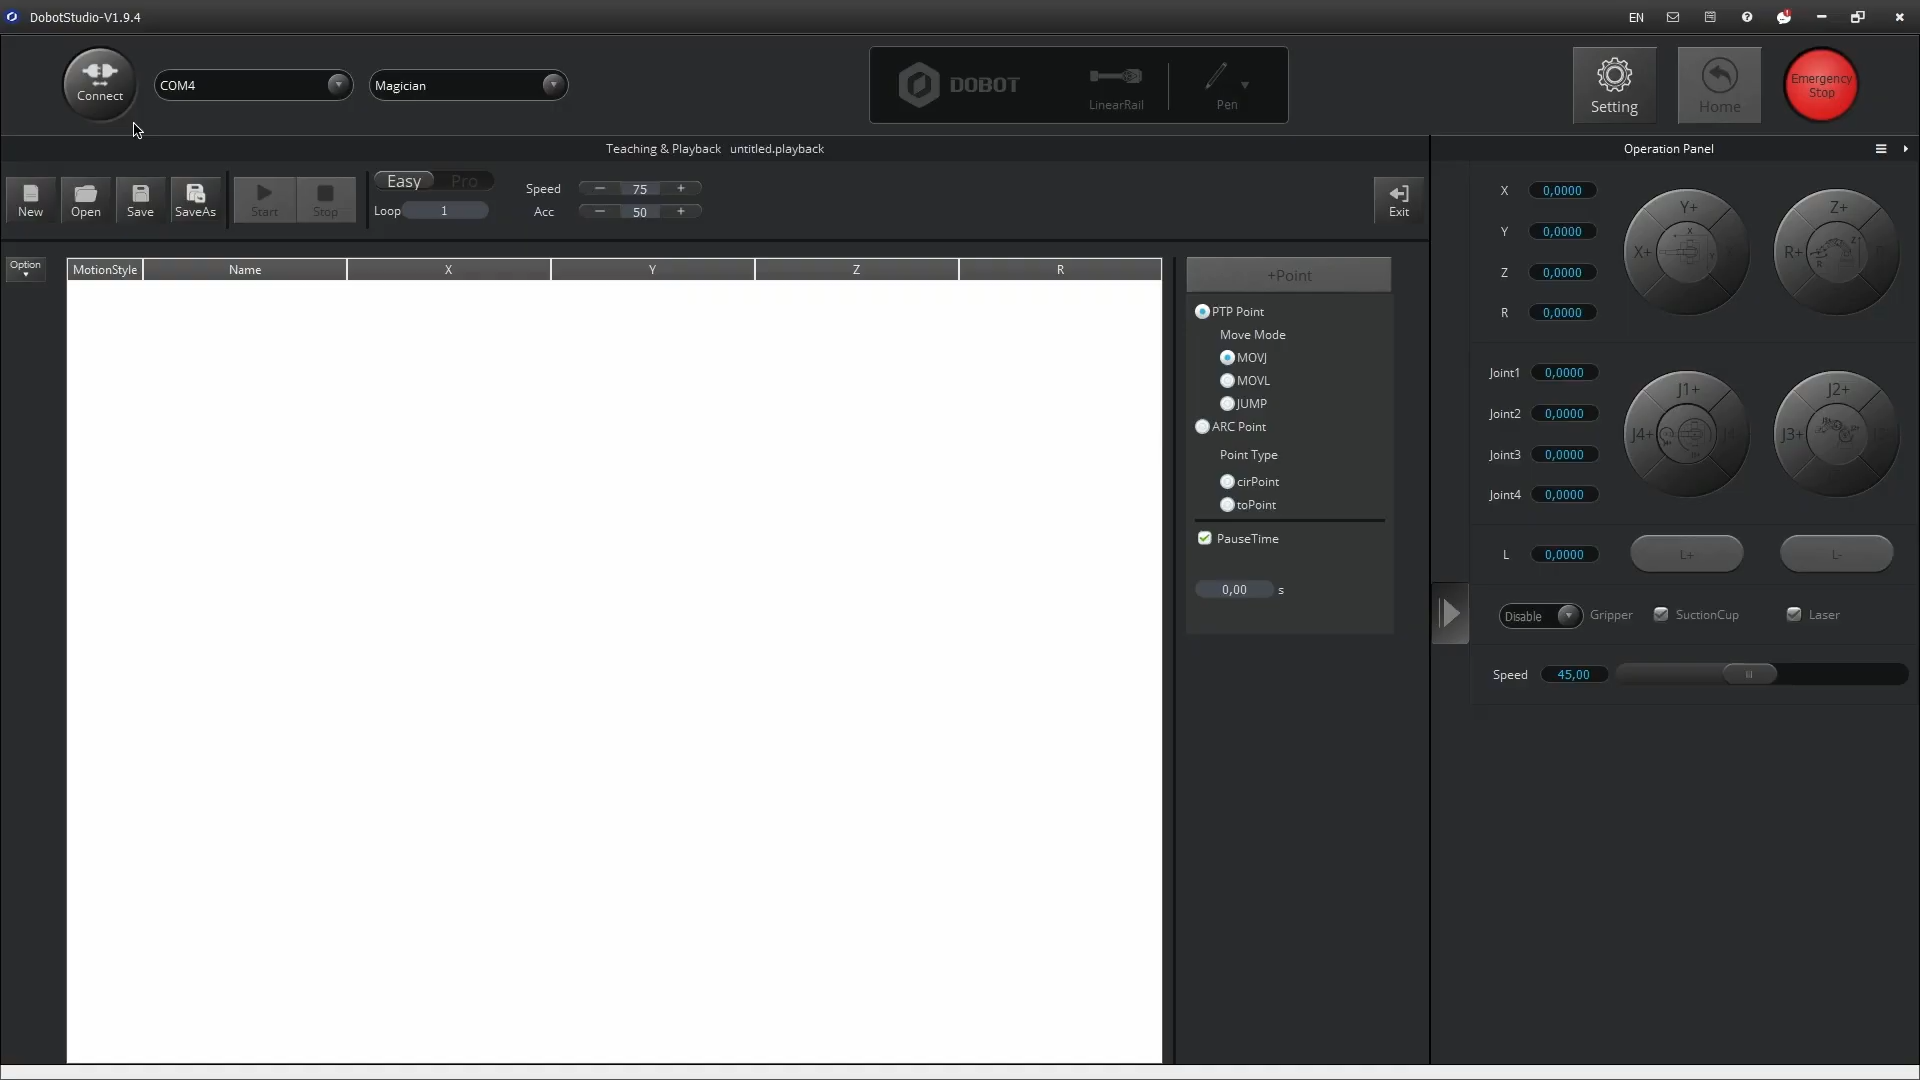 DobotStudio-V1.9.4
EN
Connect
COM4
Magician
DOBOT
LinearRail
Pen
Setting
Home
Emergency
Stop
Teaching & Playback untitled.playback
Operation Panel
New
Open
Save
SaveAs
Start
Stop
Easy
Pro
Loop
1
Speed
75
Acc
50
Exit
Option
MotionStyle
Name
X
Y
Z
R
+Point
PTP Point
Move Mode
MOVJ
MOVL
JUMP
ARC Point
Point Type
cirPoint
toPoint
PauseTime
0,00 s
X 0,0000
Y 0,0000
Z 0,0000
R 0,0000
Y+
X+
Z+
R+
Joint1 0,0000
Joint2 0,0000
Joint3 0,0000
Joint4 0,0000
J1+
J4+
J2+
J3+
L 0,0000
L+
L-
Disable
Gripper
SuctionCup
Laser
Speed 45,00